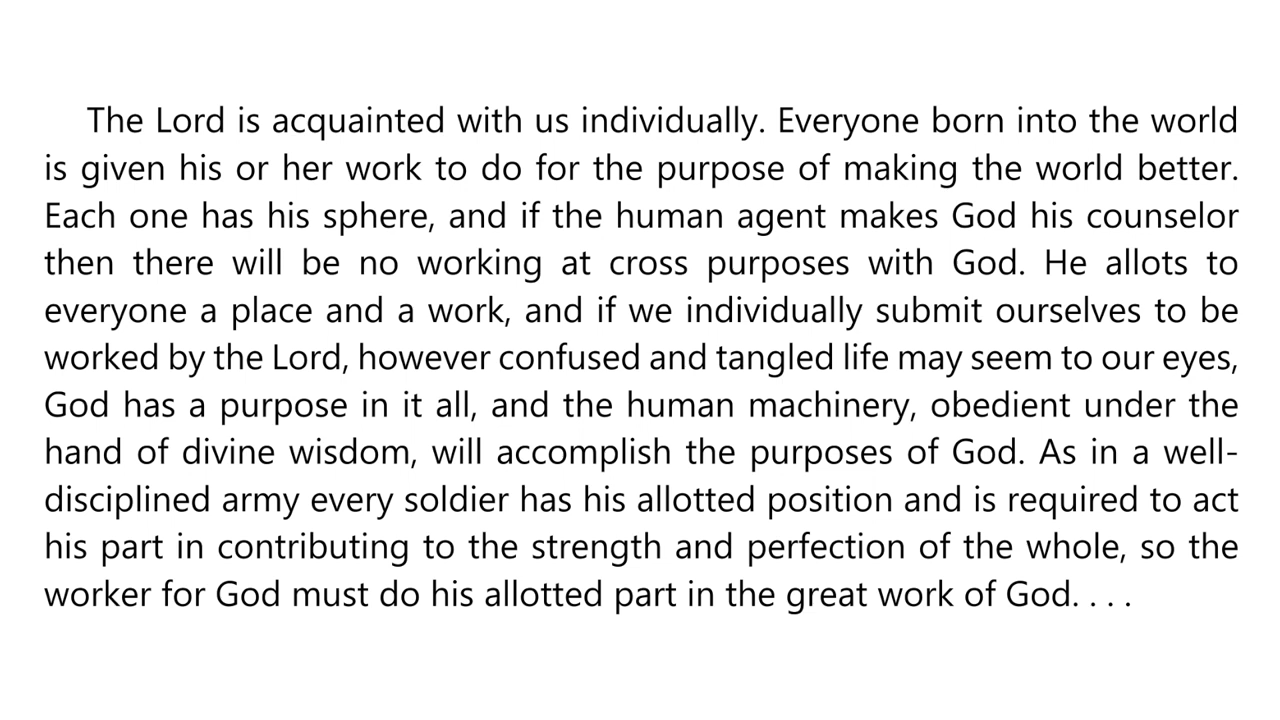 The Lord is acquainted with us individually. Everyone born into the world
is given his or her work to do for the purpose of making the world better.
Each one has his sphere, and if the human agent makes God his counselor
then there will be no working at cross purposes with God. He allots to
everyone a place and a work, and if we individually submit ourselves to be
worked by the Lord, however confused and tangled life may seem to our eyes,
God has a purpose in it all, and the human machinery, obedient under the
hand of divine wisdom, will accomplish the purposes of God. As in a well-
disciplined army every soldier has his allotted position and is required to act
his part in contributing to the strength and perfection of the whole, so the
worker for God must do his allotted part in the great work of God. . . .